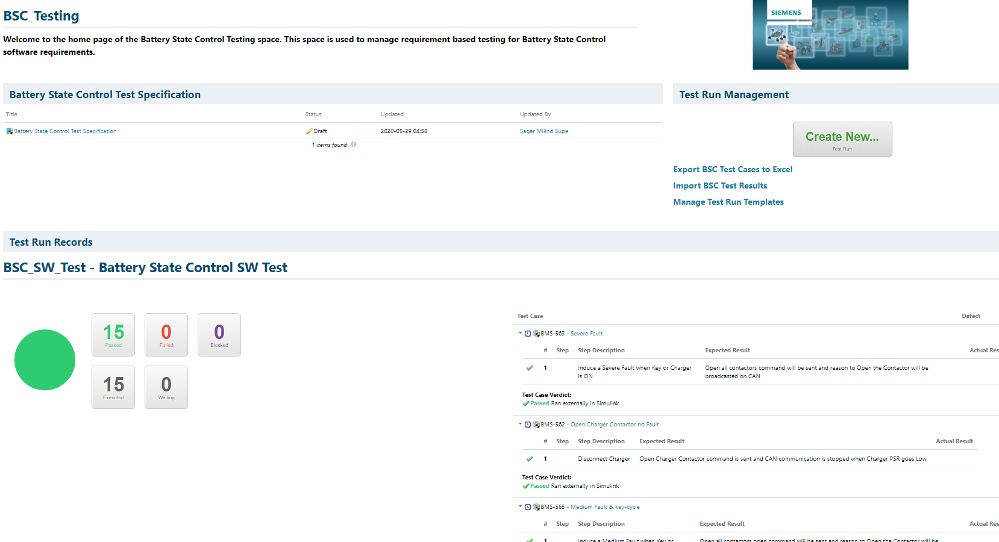 BSC_Testing
SIEMENS
Welcome to the home page of the Battery State Control Testing space. This space is used to manage requirement based testing for Battery State Control
software requirements.
Battery State Control Test Specification
Title Status Updated Updated By
Battery State Control Test Specification Draft 2020-05-29 04:58 Sagar Milind Supe
1 items found
Test Run Management
Create New...
Test Run
Export BSC Test Cases to Excel
Import BSC Test Results
Manage Test Run Templates
Test Run Records
BSC_SW_Test - Battery State Control SW Test
15 0 0
Passed Failed Blocked
15 0
Executed Waiting
Test Case Defect
BMS-563 - Severe Fault
# Step Step Description Expected Result Actual Res
1 Induce a Severe Fault when Key or Charger Open all contactors command will be sent and reason to Open the Contactor will be
is ON broadcasted on CAN
Test Case Verdict:
Passed Ran externally in Simulink
BMS-562 - Open Charger Contactor no Fault
# Step Step Description Expected Result Actual Result
1 Disconnect Charger Open Charger Contactor command is sent and CAN communication is stopped when Charger PSR goes Low
Test Case Verdict:
Passed Ran externally in Simulink
BMS-565 - Medium Fault & key-cycle
# Step Step Description Expected Result Actual Res
1 Induce a Medium Fault when Key or Open all contactors open command will be sent and reason to Open the Contactor will be